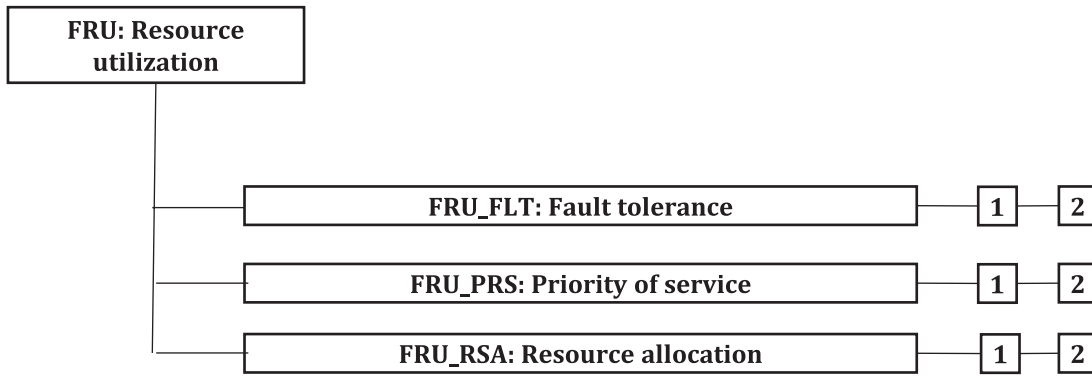 FRU: Resource
utilization
FRU_FLT: Fault tolerance 1 2
FRU_PRS: Priority of service 1 2
FRU_RSA: Resource allocation 1 2